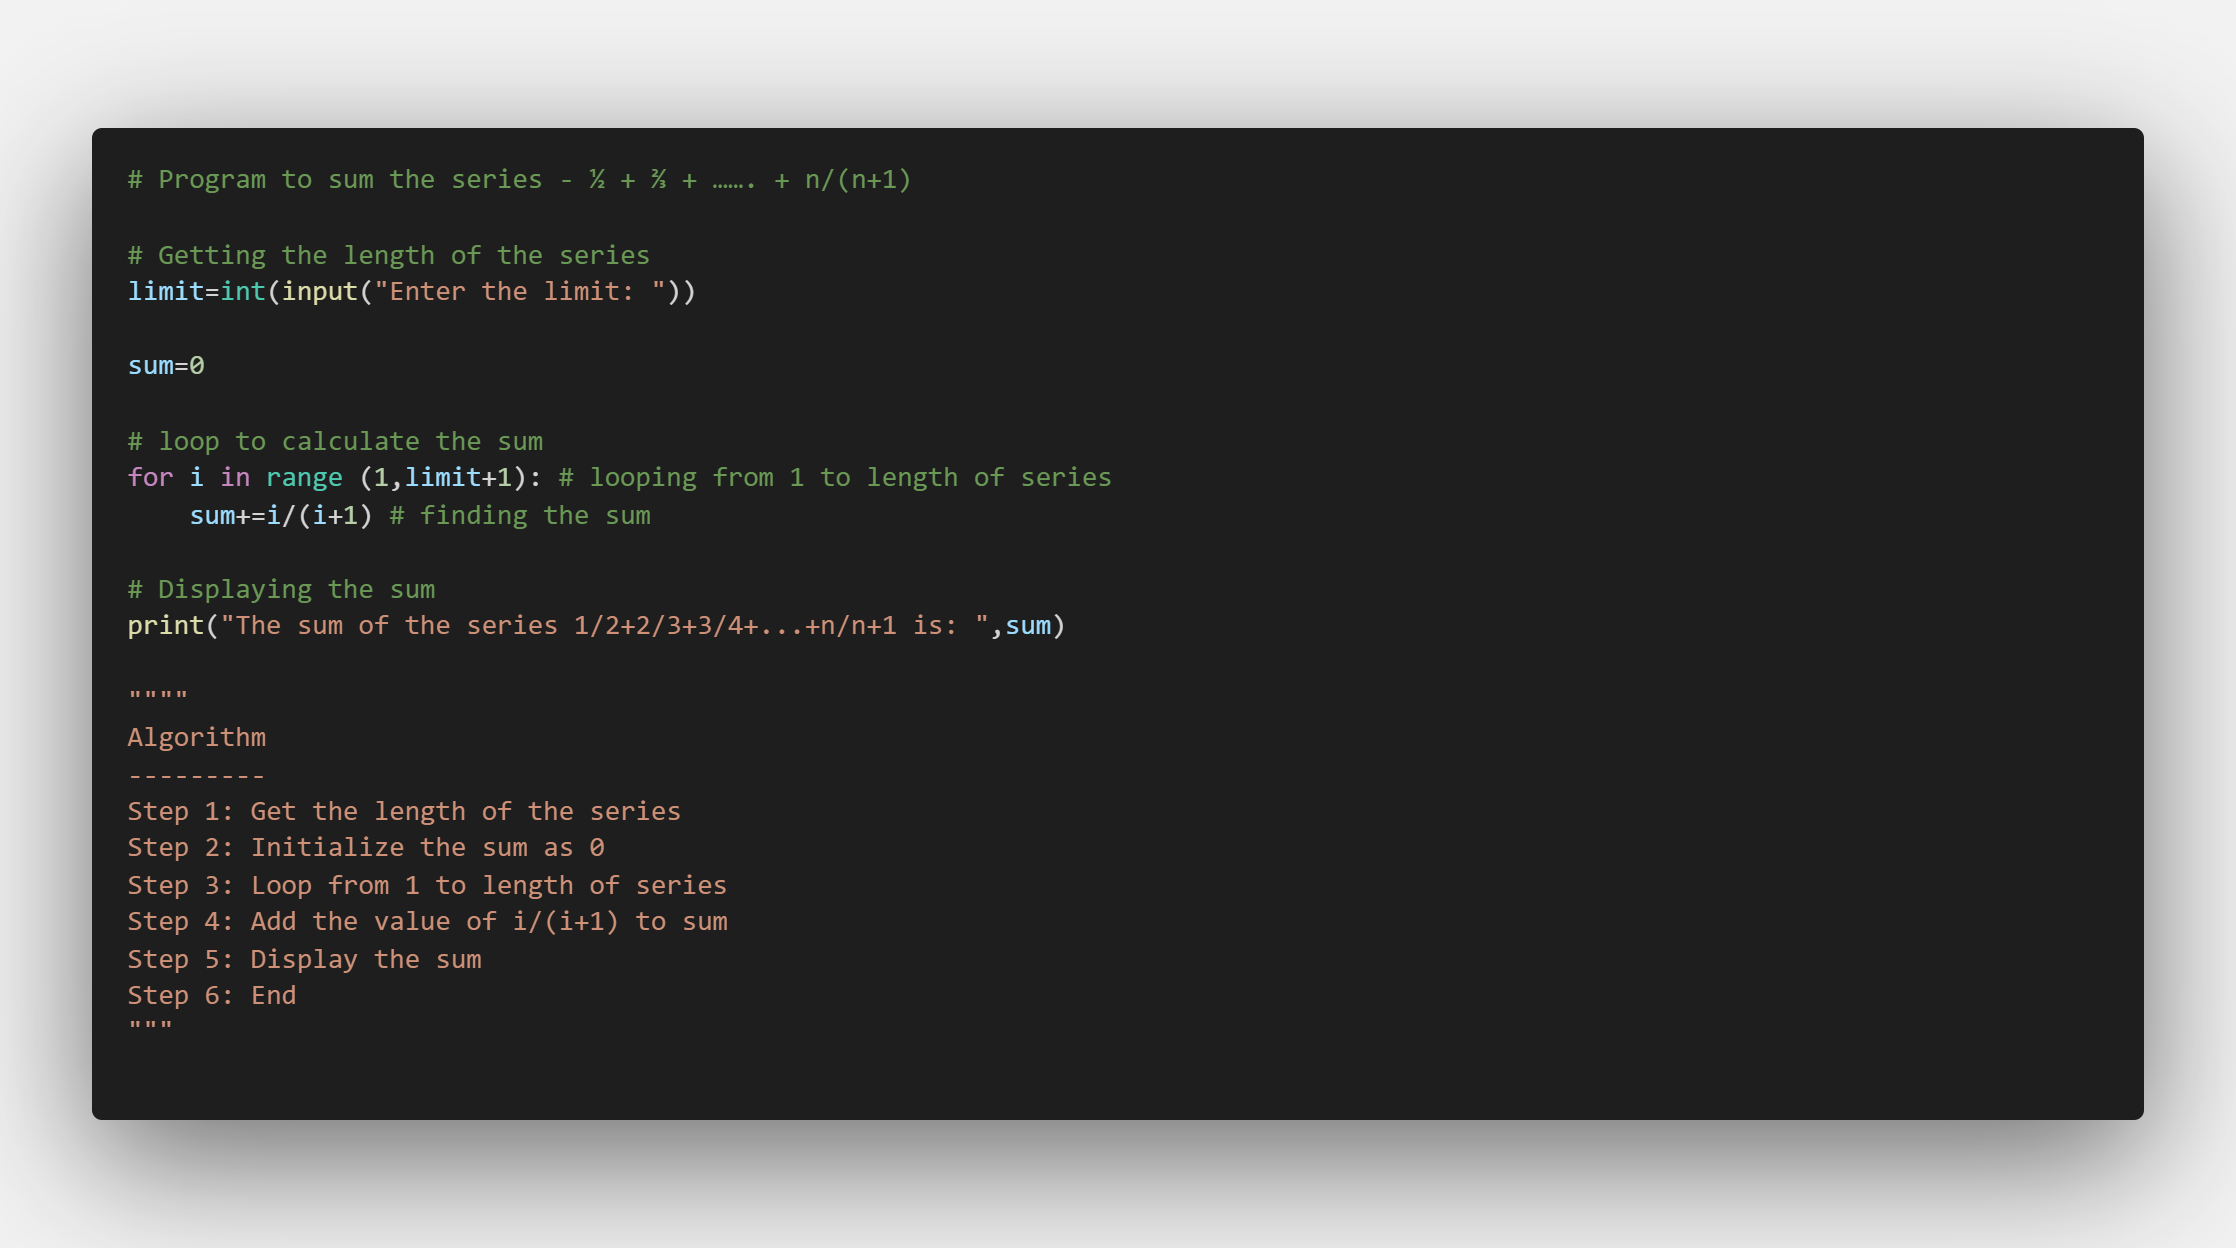 # Program to sum the series - ½ + ⅔ + ……. + n/(n+1)
# Getting the length of the series
limit=int(input("Enter the limit: "))
sum=0
# loop to calculate the sum
for i in range (1,limit+1): # looping from 1 to length of series
    sum+=i/(i+1) # finding the sum
# Displaying the sum
print("The sum of the series 1/2+2/3+3/4+...+n/n+1 is: ",sum)
""""
Algorithm
---------
Step 1: Get the length of the series
Step 2: Initialize the sum as 0
Step 3: Loop from 1 to length of series
Step 4: Add the value of i/(i+1) to sum
Step 5: Display the sum
Step 6: End
"""